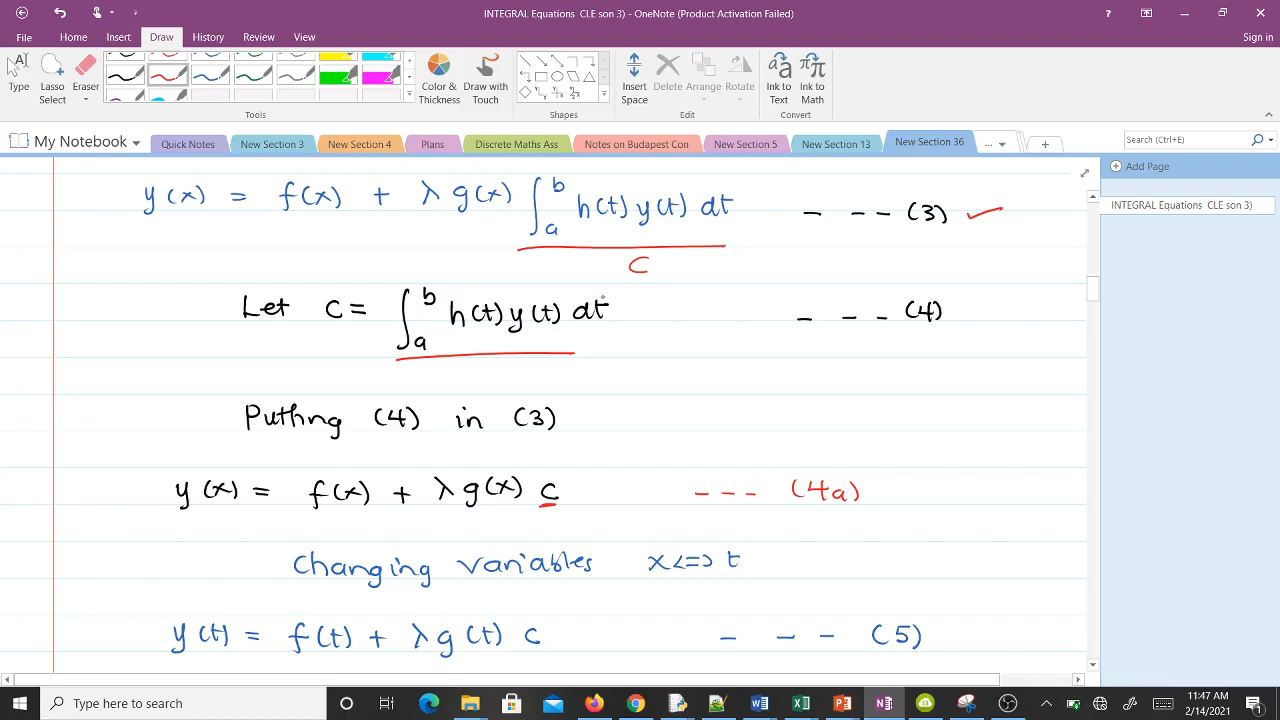 INTEGRAL Equations CLE son 3) - OneNote (Product Activation Failed)
File Home Insert Draw History Review View Sign in
Type Lasso Select Eraser Color & Thickness Draw with Touch Insert Space Delete Arrange Rotate Ink to Text Ink to Math
Tools Shapes Edit Convert
My Notebook Quick Notes New Section 3 New Section 4 Plans Discrete Maths Ass Notes on Budapest Con New Section 5 New Section 13 New Section 36 ... Search (Ctrl+E)
Add Page
INTEGRAL Equations CLE son 3)
y(x) = f(x) + λ g(x) ∫_a^b h(t) y(t) dt - - - (3)
C
Let c = ∫_a^b h(t) y(t) dt - - - (4)
Putting (4) in (3)
y(x) = f(x) + λ g(x) c - - - (4a)
Changing variables x<=>t
y(t) = f(t) + λ g(t) c - - - (5)
Type here to search
11:47 AM
2/14/2021